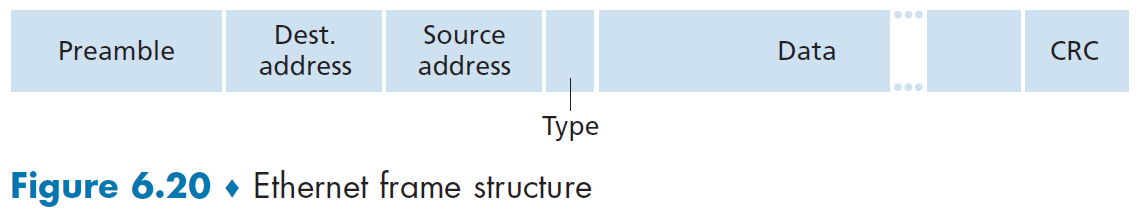 Preamble
Dest.
address
Source
address
Data
CRC
Type
Figure 6.20 ♦ Ethernet frame structure